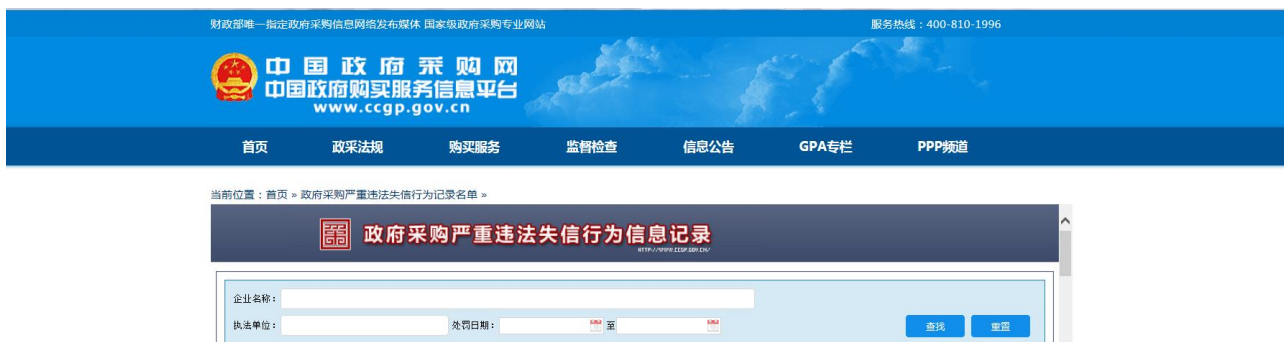 财政部唯一指定政府采购信息网络发布媒体 国家级政府采购专业网站
服务热线：400-810-1996
中国政府采购网
中国政府购买服务信息平台
www.ccgp.gov.cn
首页 政采法规 购买服务 监督检查 信息公告 GPA专栏 PPP频道
当前位置：首页 » 政府采购严重违法失信行为记录名单 »
政府采购严重违法失信行为信息记录
HTTP://WWW.CCGP.GOV.CN/
企业名称：
执法单位： 处罚日期： 至 查找 重置